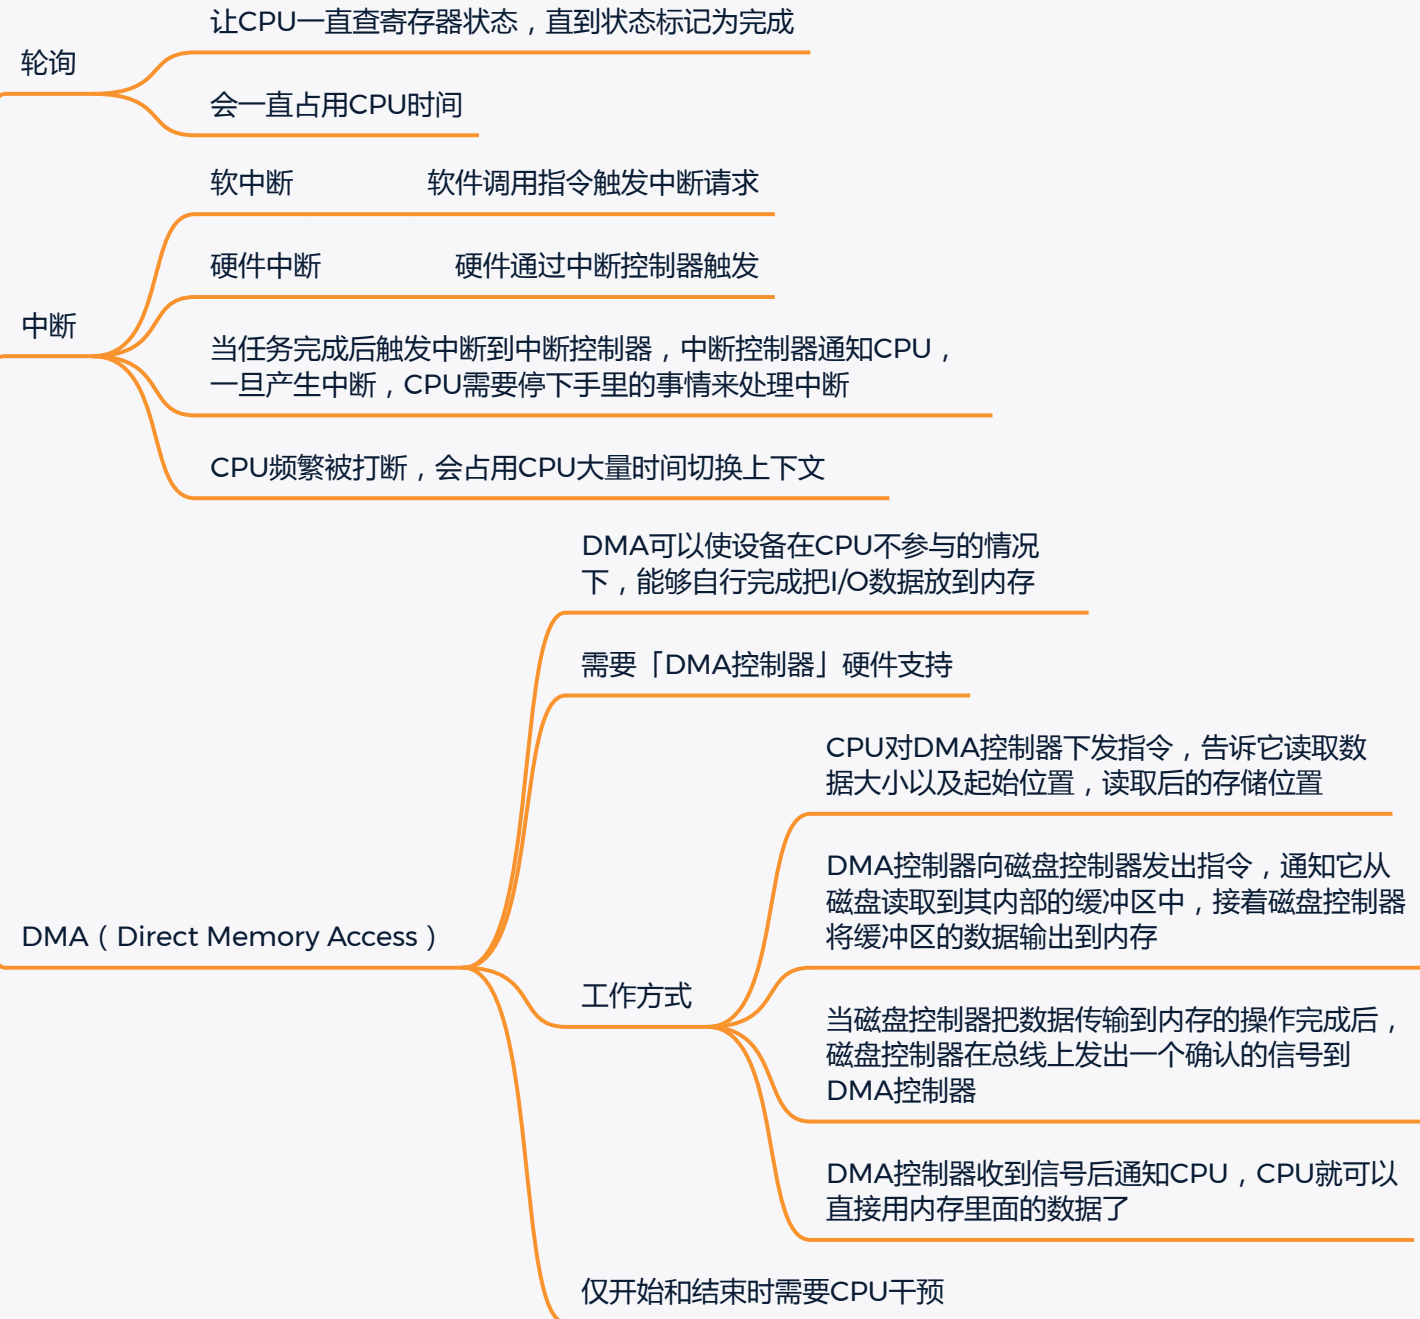 轮询
让CPU一直查寄存器状态，直到状态标记为完成
会一直占用CPU时间
中断
软中断 软件调用指令触发中断请求
硬件中断 硬件通过中断控制器触发
当任务完成后触发中断到中断控制器，中断控制器通知CPU，
一旦产生中断，CPU需要停下手里的事情来处理中断
CPU频繁被打断，会占用CPU大量时间切换上下文
DMA（Direct Memory Access）
DMA可以使设备在CPU不参与的情况
下，能够自行完成把I/O数据放到内存
需要「DMA控制器」硬件支持
工作方式
CPU对DMA控制器下发指令，告诉它读取数
据大小以及起始位置，读取后的存储位置
DMA控制器向磁盘控制器发出指令，通知它从
磁盘读取到其内部的缓冲区中，接着磁盘控制器
将缓冲区的数据输出到内存
当磁盘控制器把数据传输到内存的操作完成后，
磁盘控制器在总线上发出一个确认的信号到
DMA控制器
DMA控制器收到信号后通知CPU，CPU就可以
直接用内存里面的数据了
仅开始和结束时需要CPU干预